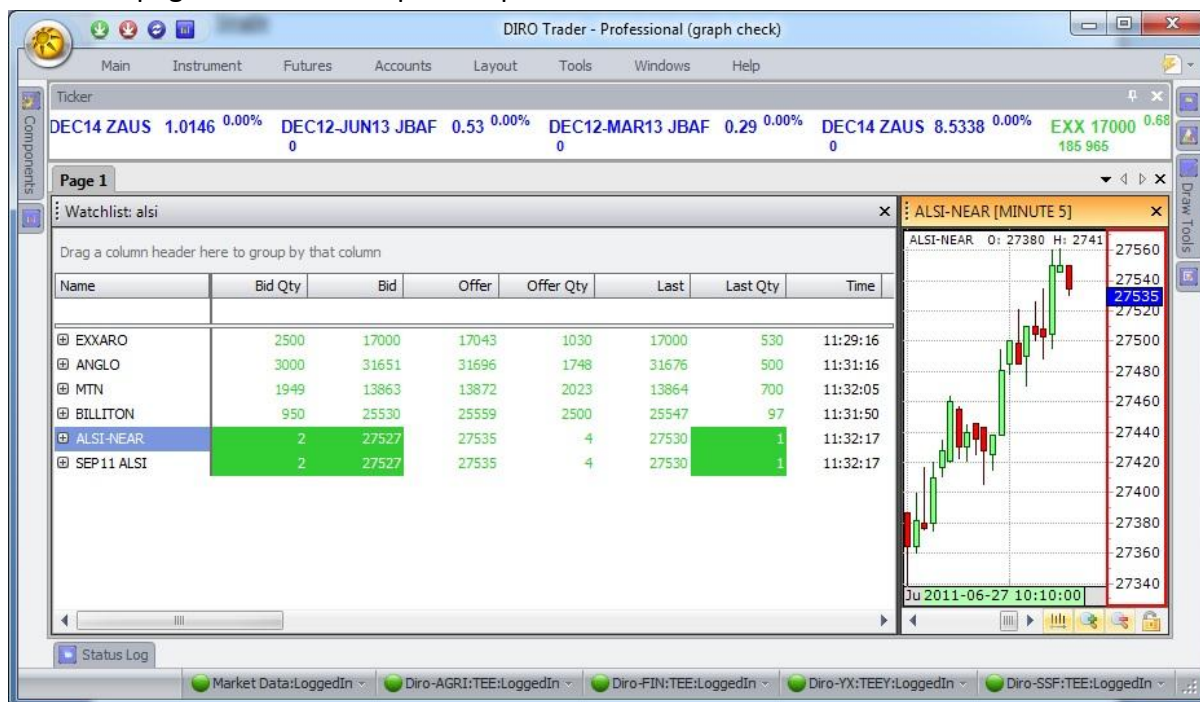 DIRO Trader - Professional (graph check)
Main Instrument Futures Accounts Layout Tools Windows Help
Components
Ticker
DEC14 ZAUS 1.0146 0.00% DEC12-JUN13 JBAF 0.53 0.00% DEC12-MAR13 JBAF 0.29 0.00% DEC14 ZAUS 8.5338 0.00% EXX 17000 0.68
0 0 0 185 965
Page 1
Watchlist: alsi
Drag a column header here to group by that column
Name Bid Qty Bid Offer Offer Qty Last Last Qty Time
EXXARO 2500 17000 17043 1030 17000 530 11:29:16
ANGLO 3000 31651 31696 1748 31676 500 11:31:16
MTN 1949 13863 13872 2023 13864 700 11:32:05
BILLITON 950 25530 25559 2500 25547 97 11:31:50
ALSI-NEAR 2 27527 27535 4 27530 1 11:32:17
SEP11 ALSI 2 27527 27535 4 27530 1 11:32:17
ALSI-NEAR [MINUTE 5]
ALSI-NEAR O: 27380 H: 2741
27560
27540
27535
27520
27500
27480
27460
27440
27420
27400
27380
27360
27340
Ju 2011-06-27 10:10:00
Draw Tools
Status Log
Market Data:LoggedIn Diro-AGRI:TEE:LoggedIn Diro-FIN:TEE:LoggedIn Diro-YX:TEEY:LoggedIn Diro-SSF:TEE:LoggedIn